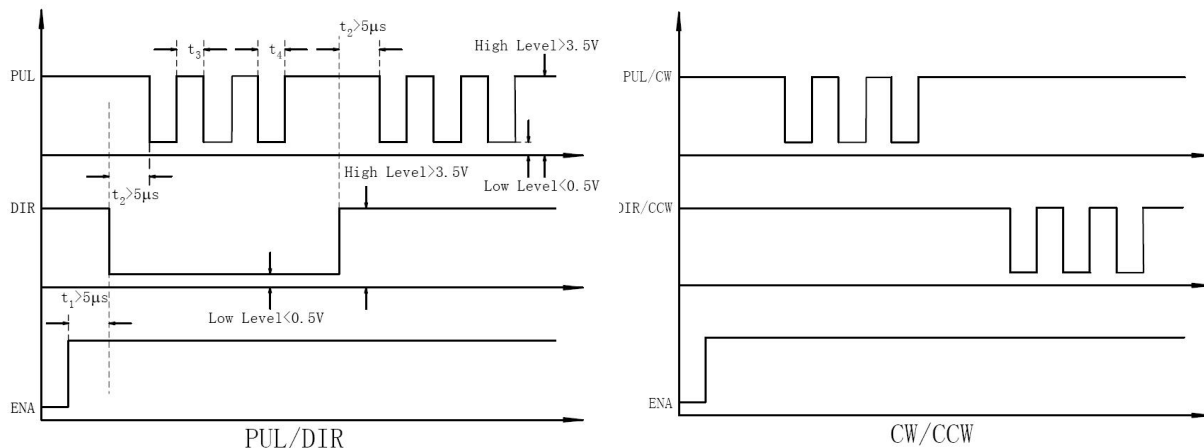 t2>5μs
High Level>3.5V
t3
t4
PUL
Low Level<0.5V
High Level>3.5V
t2>5μs
DIR
t1>5μs
Low Level<0.5V
ENA
PUL/DIR
PUL/CW
DIR/CCW
ENA
CW/CCW